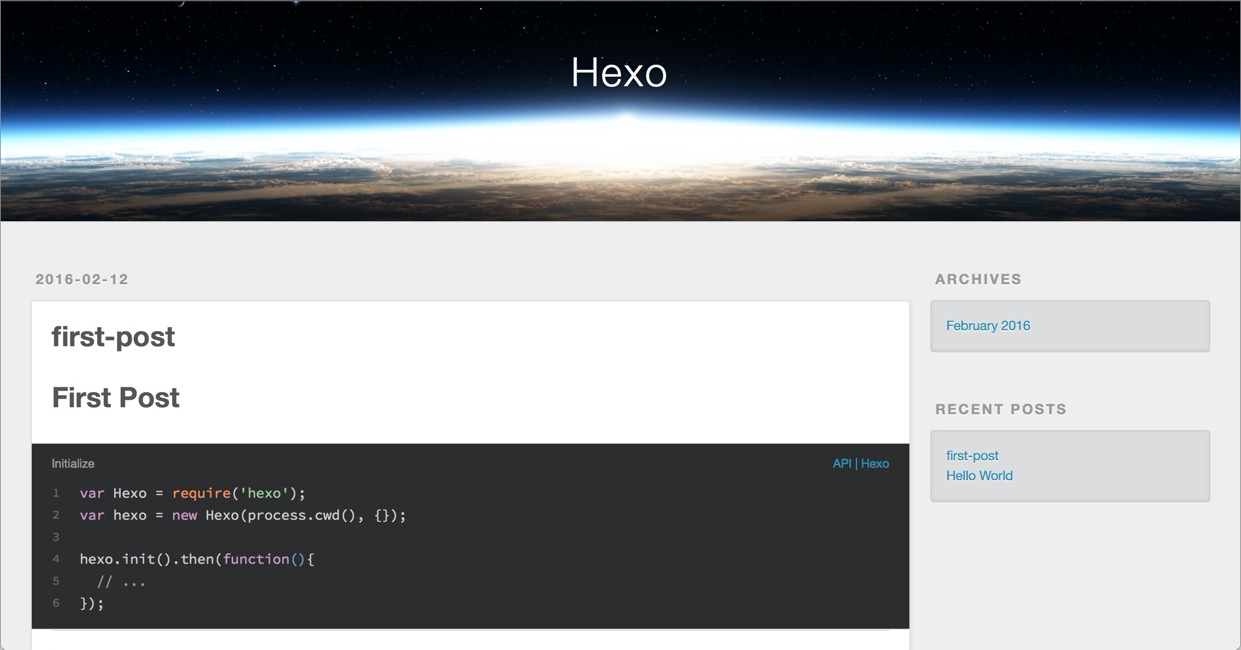 Hexo
2016-02-12
first-post
First Post
Initialize API | Hexo
1 var Hexo = require('hexo');
2 var hexo = new Hexo(process.cwd(), {});
3
4 hexo.init().then(function(){
5   // ...
6 });
ARCHIVES
February 2016
RECENT POSTS
first-post
Hello World